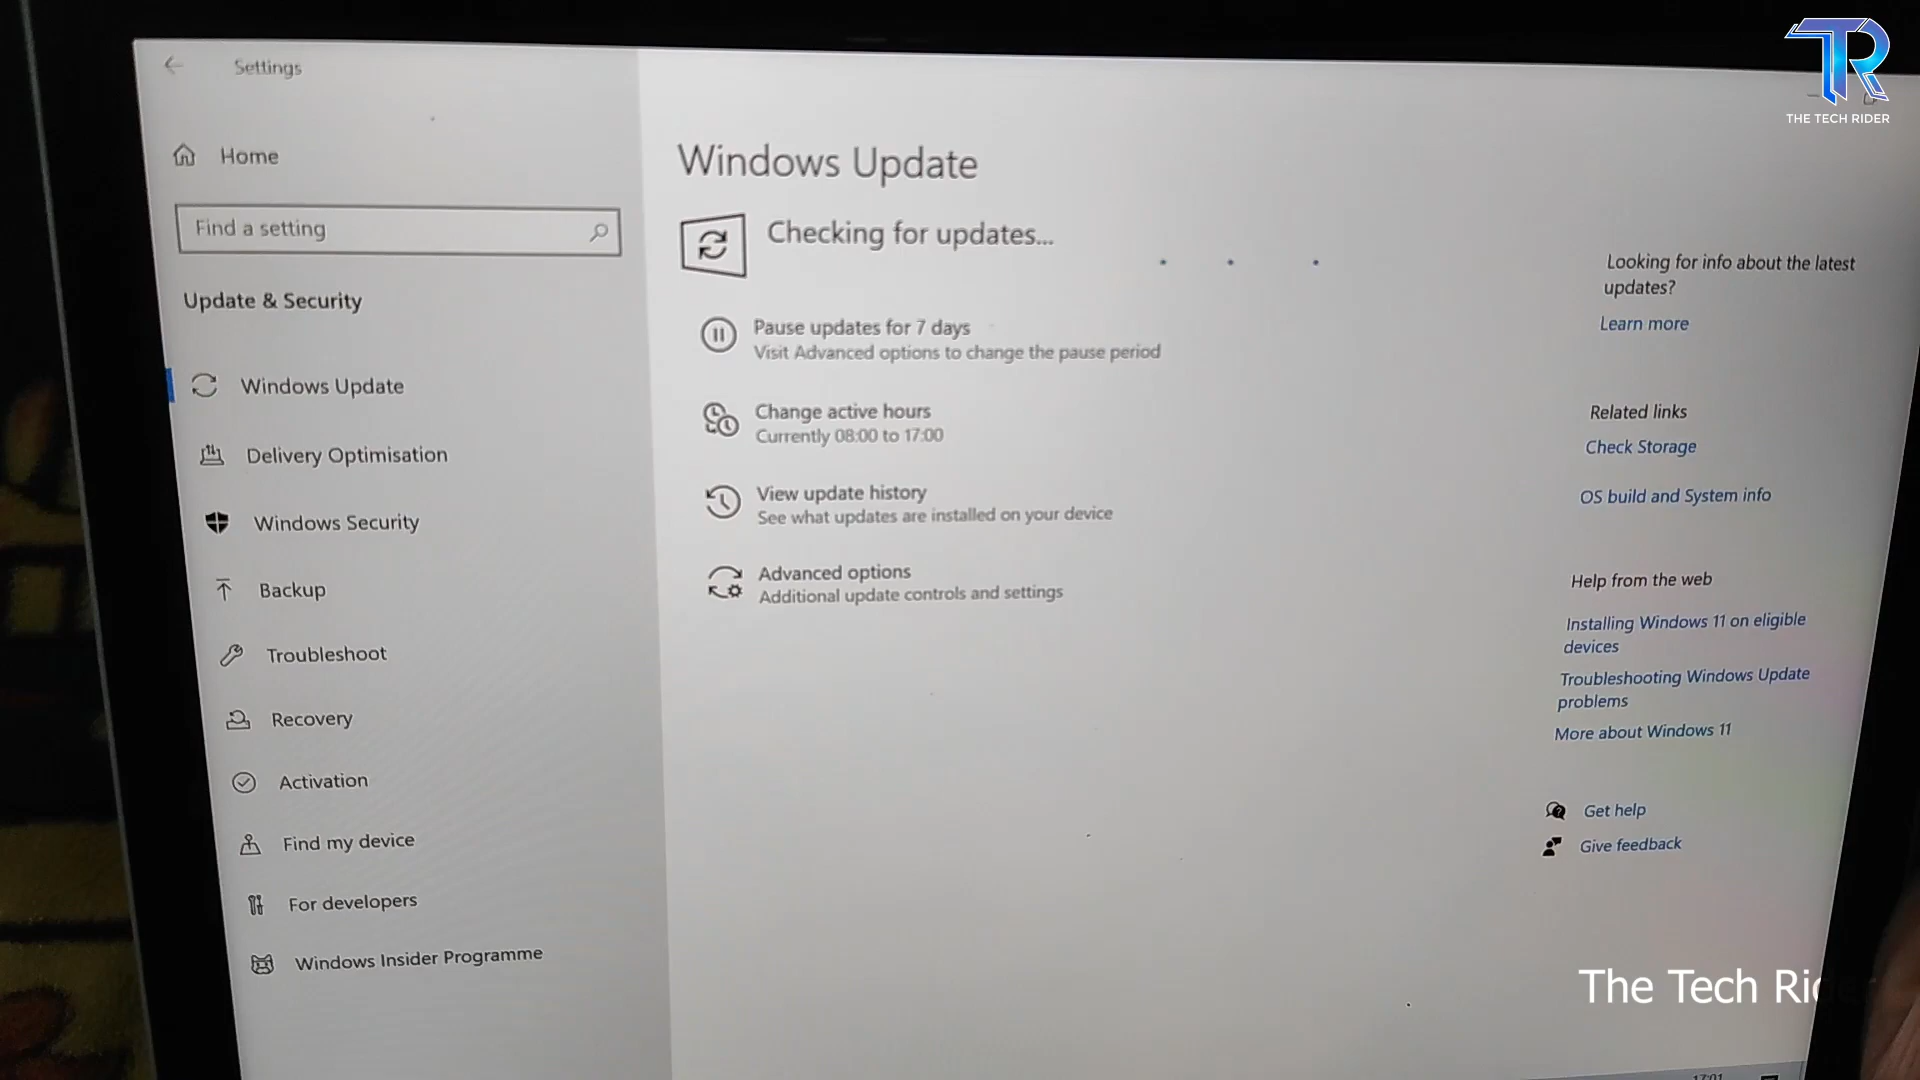 Settings
Home
Find a setting
Update & Security
Windows Update
Delivery Optimisation
Windows Security
Backup
Troubleshoot
Recovery
Activation
Find my device
For developers
Windows Insider Programme
Windows Update
Checking for updates...
Pause updates for 7 days
Visit Advanced options to change the pause period
Change active hours
Currently 08:00 to 17:00
View update history
See what updates are installed on your device
Advanced options
Additional update controls and settings
Looking for info about the latest
updates?
Learn more
Related links
Check Storage
OS build and System info
Help from the web
Installing Windows 11 on eligible
devices
Troubleshooting Windows Update
problems
More about Windows 11
Get help
Give feedback
TR
THE TECH RIDER
The Tech Rider